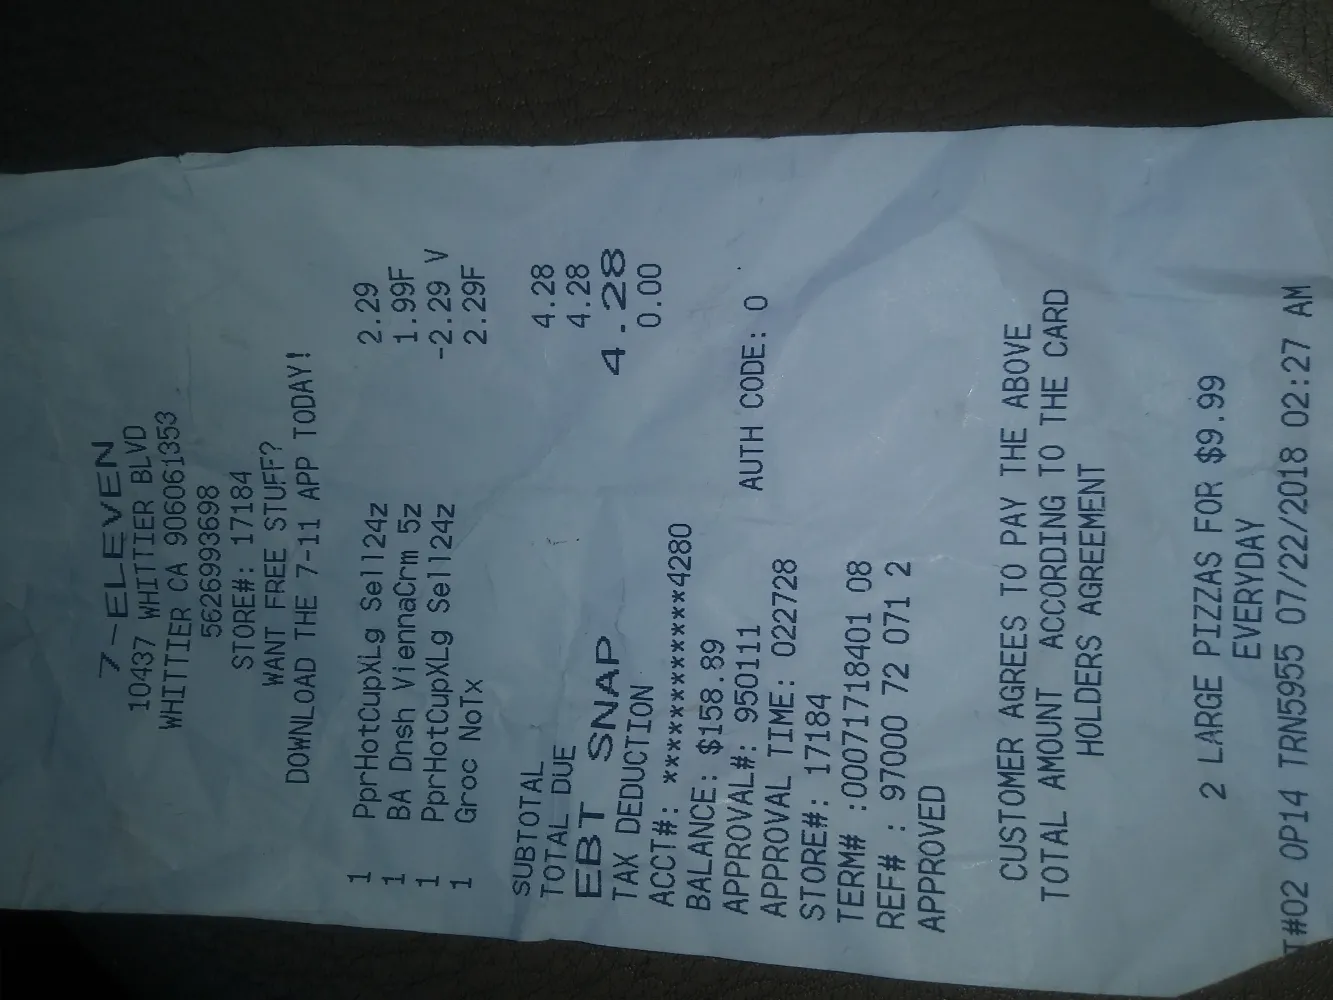 7-ELEVEN
10437 WHITTIER BLVD
WHITTIER CA 906061353
5626993698
STORE#: 17184
WANT FREE STUFF?
DOWNLOAD THE 7-11 APP TODAY!
1 PprHotCupXLg Sell24z 2.29
1 BA Dnsh ViennaCrm 5z 1.99F
1 PprHotCupXLg Sell24z -2.29 V
1 Groc NoTx 2.29F
SUBTOTAL 4.28
TOTAL DUE 4.28
EBT SNAP 4.28
TAX DEDUCTION 0.00
ACCT#: ************4280
BALANCE: $158.89
APPROVAL#: 950111 AUTH CODE: 0
APPROVAL TIME: 022728
STORE#: 17184
TERM# :00071718401 08
REF# : 97000 72 071 2
APPROVED
CUSTOMER AGREES TO PAY THE ABOVE
TOTAL AMOUNT ACCORDING TO THE CARD
HOLDERS AGREEMENT
2 LARGE PIZZAS FOR $9.99
EVERYDAY
T#02 OP14 TRN5955 07/22/2018 02:27 AM